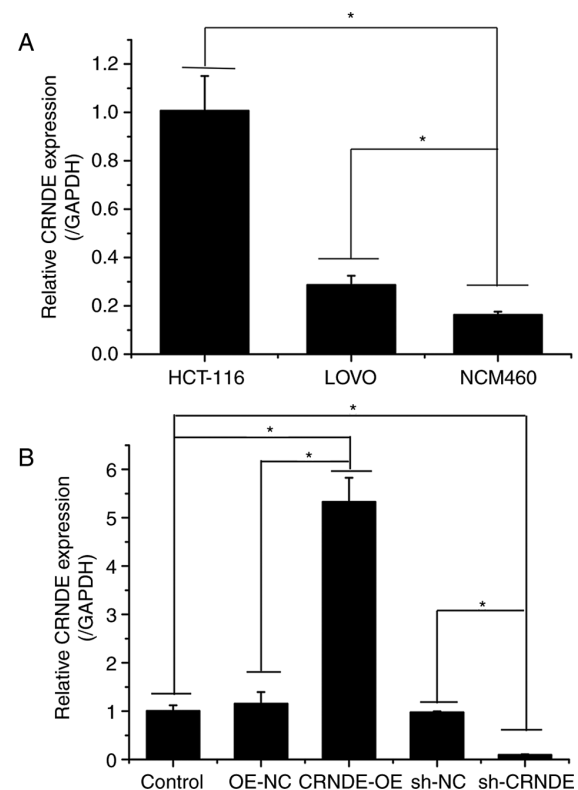 A
*
*
Relative CRNDE expression
(/GAPDH)
1.2
1.0
0.8
0.6
0.4
0.2
0.0
HCT-116 LOVO NCM460
B
*
*
*
*
Relative CRNDE expression
(/GAPDH)
6
5
4
3
2
1
0
Control OE-NC CRNDE-OE sh-NC sh-CRNDE